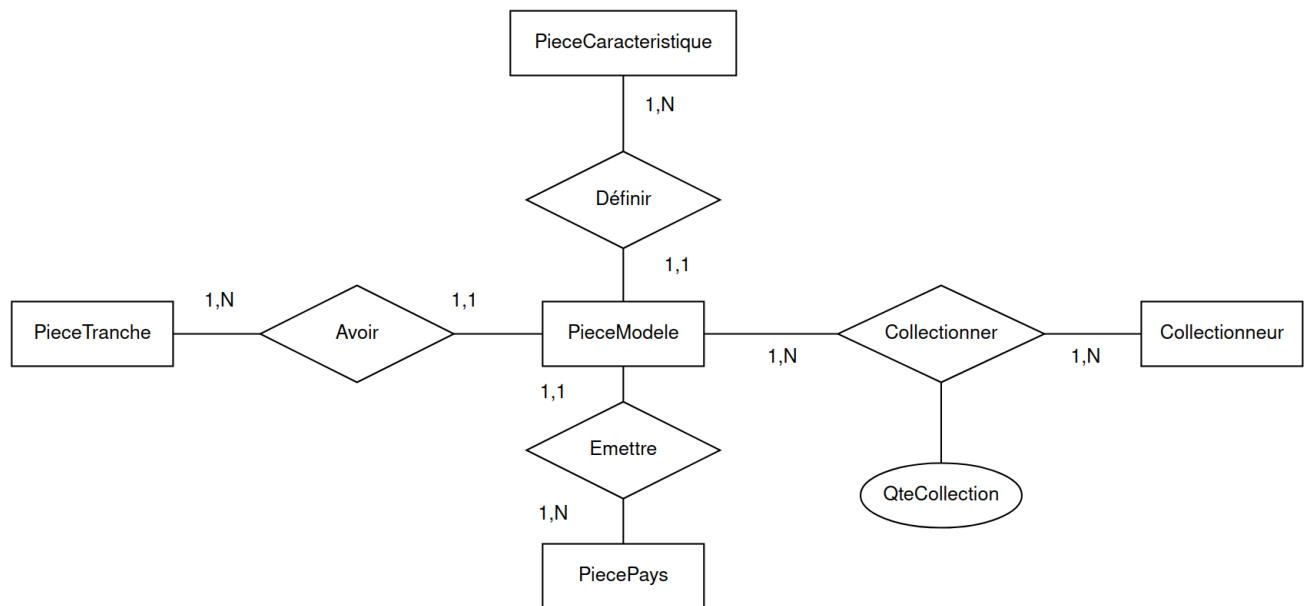 PieceCaracteristique
1,N
Définir
1,1
PieceTranche
1,N
Avoir
1,1
PieceModele
1,N
Collectionner
1,N
Collectionneur
1,1
Emettre
QteCollection
1,N
PiecePays